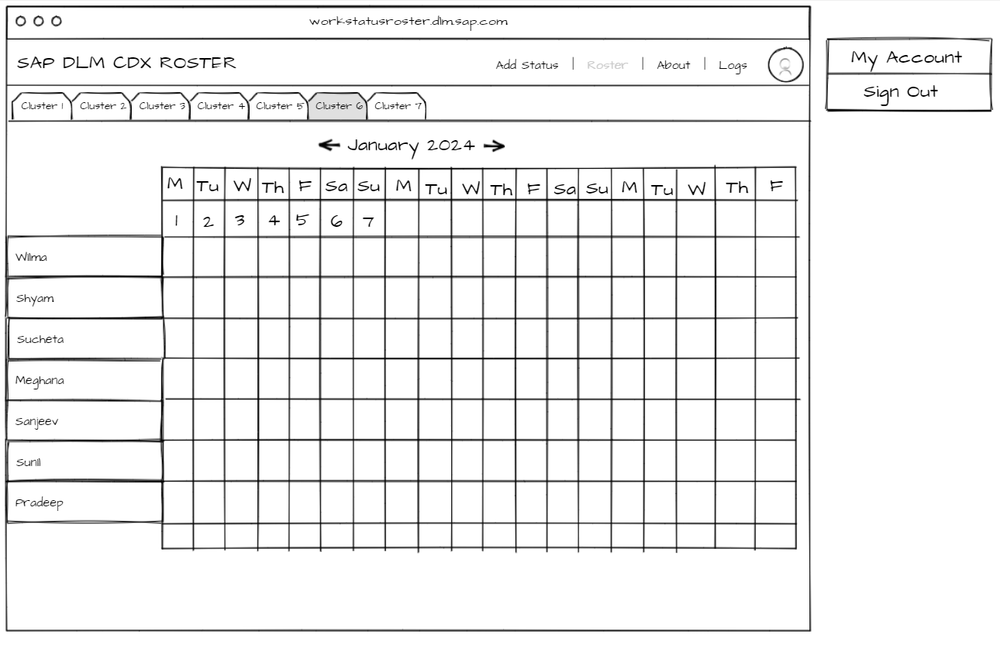 workstatusroster.dlm.sap.com
SAP DLM CDX ROSTER
Add Status | Roster | About | Logs
My Account
Sign Out
Cluster 1 Cluster 2 Cluster 3 Cluster 4 Cluster 5 Cluster 6 Cluster 7
January 2024
M Tu W Th F Sa Su M Tu W Th F Sa Su M Tu W Th F
1 2 3 4 5 6 7
Wilma
Shyam
Sucheta
Meghana
Sanjeev
Sunil
Pradeep